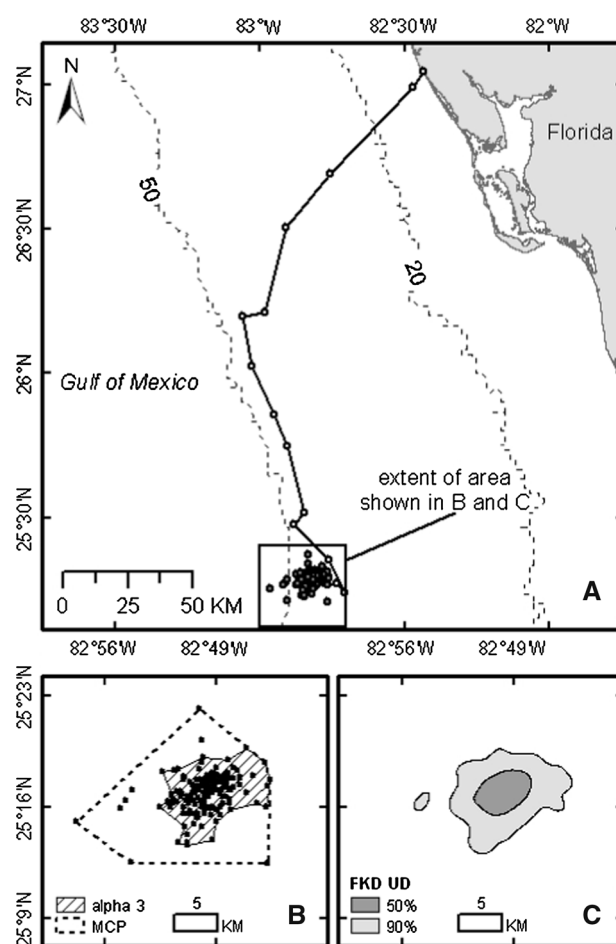 83°30'W 83°W 82°30'W 82°W
N
27°N
Florida
50
26°30'N
20
26°N
Gulf of Mexico
extent of area
shown in B and C
25°30'N
0 25 50 KM
A
82°56'W 82°49'W 82°56'W 82°49'W
25°23'N
25°16'N
25°9'N
alpha 3
MCP
5
KM
B
FKD UD
50%
90%
5
KM
C